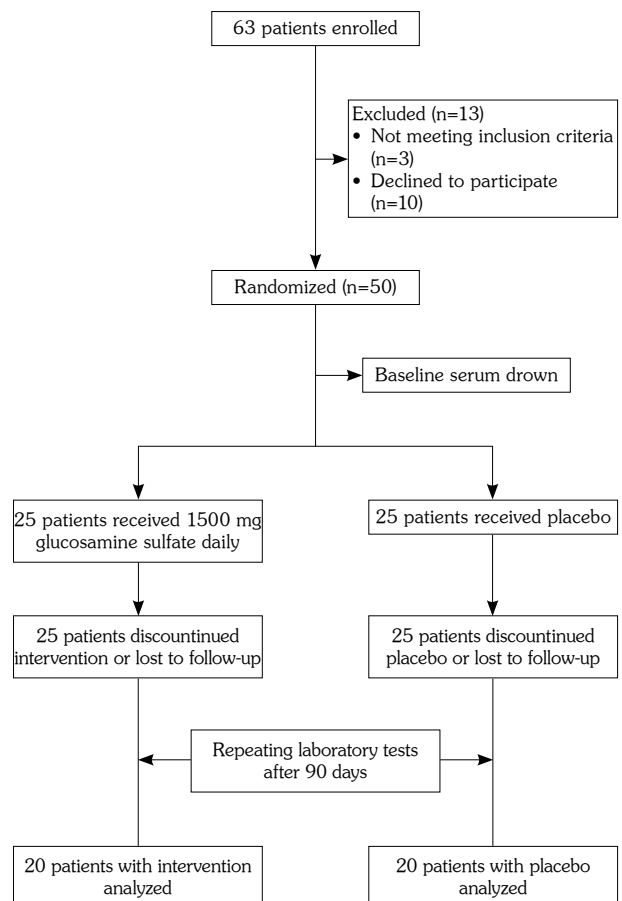 63 patients enrolled
Excluded (n=13)
• Not meeting inclusion criteria
(n=3)
• Declined to participate
(n=10)
Randomized (n=50)
Baseline serum drown
25 patients received 1500 mg
glucosamine sulfate daily
25 patients received placebo
25 patients discountinued
intervention or lost to follow-up
25 patients discountinued
placebo or lost to follow-up
Repeating laboratory tests
after 90 days
20 patients with intervention
analyzed
20 patients with placebo
analyzed